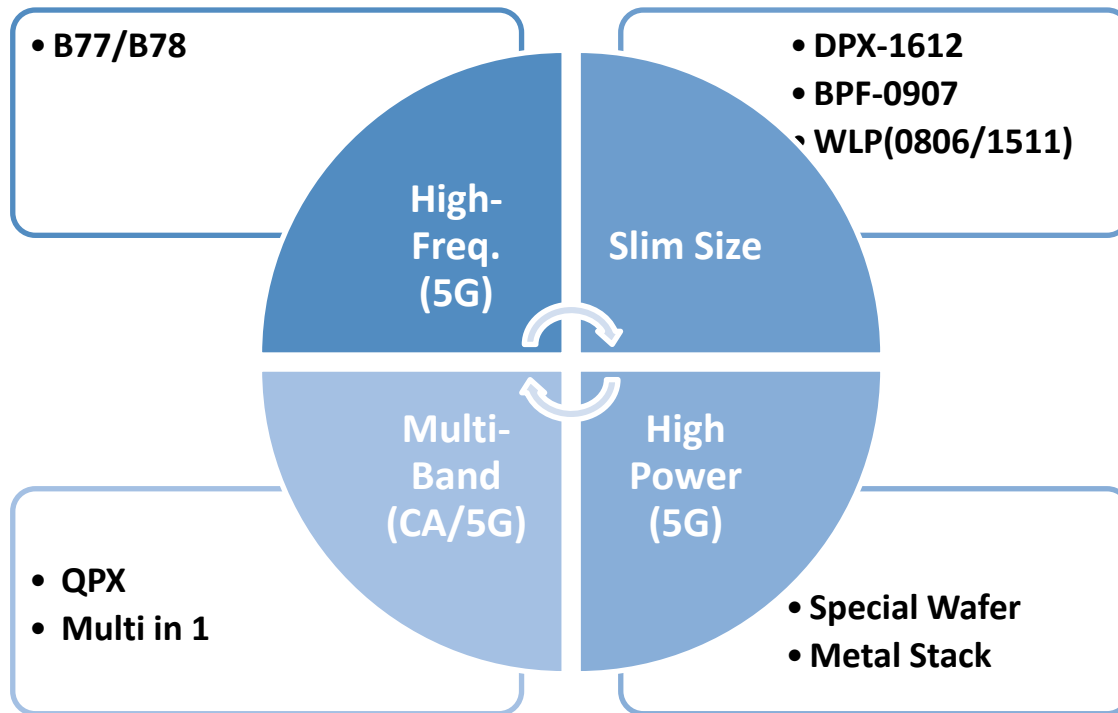 • B77/B78
• DPX-1612
• BPF-0907
• WLP(0806/1511)
High-
Freq.
(5G)
Slim Size
Multi-
Band
(CA/5G)
High
Power
(5G)
• QPX
• Multi in 1
• Special Wafer
• Metal Stack